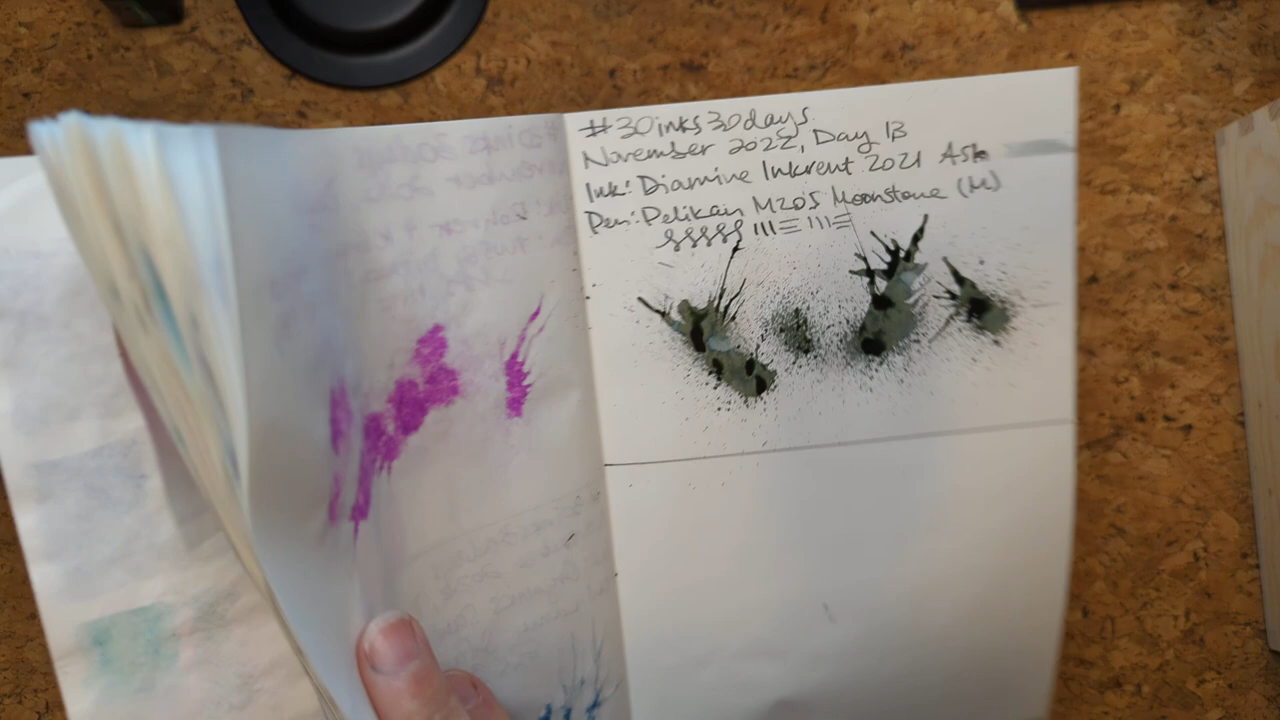 #30inks30days
November 2022, Day 13
Ink: Diamine Inkvent 2021 Ash
Pen: Pelikan M205 Moonstone (M)